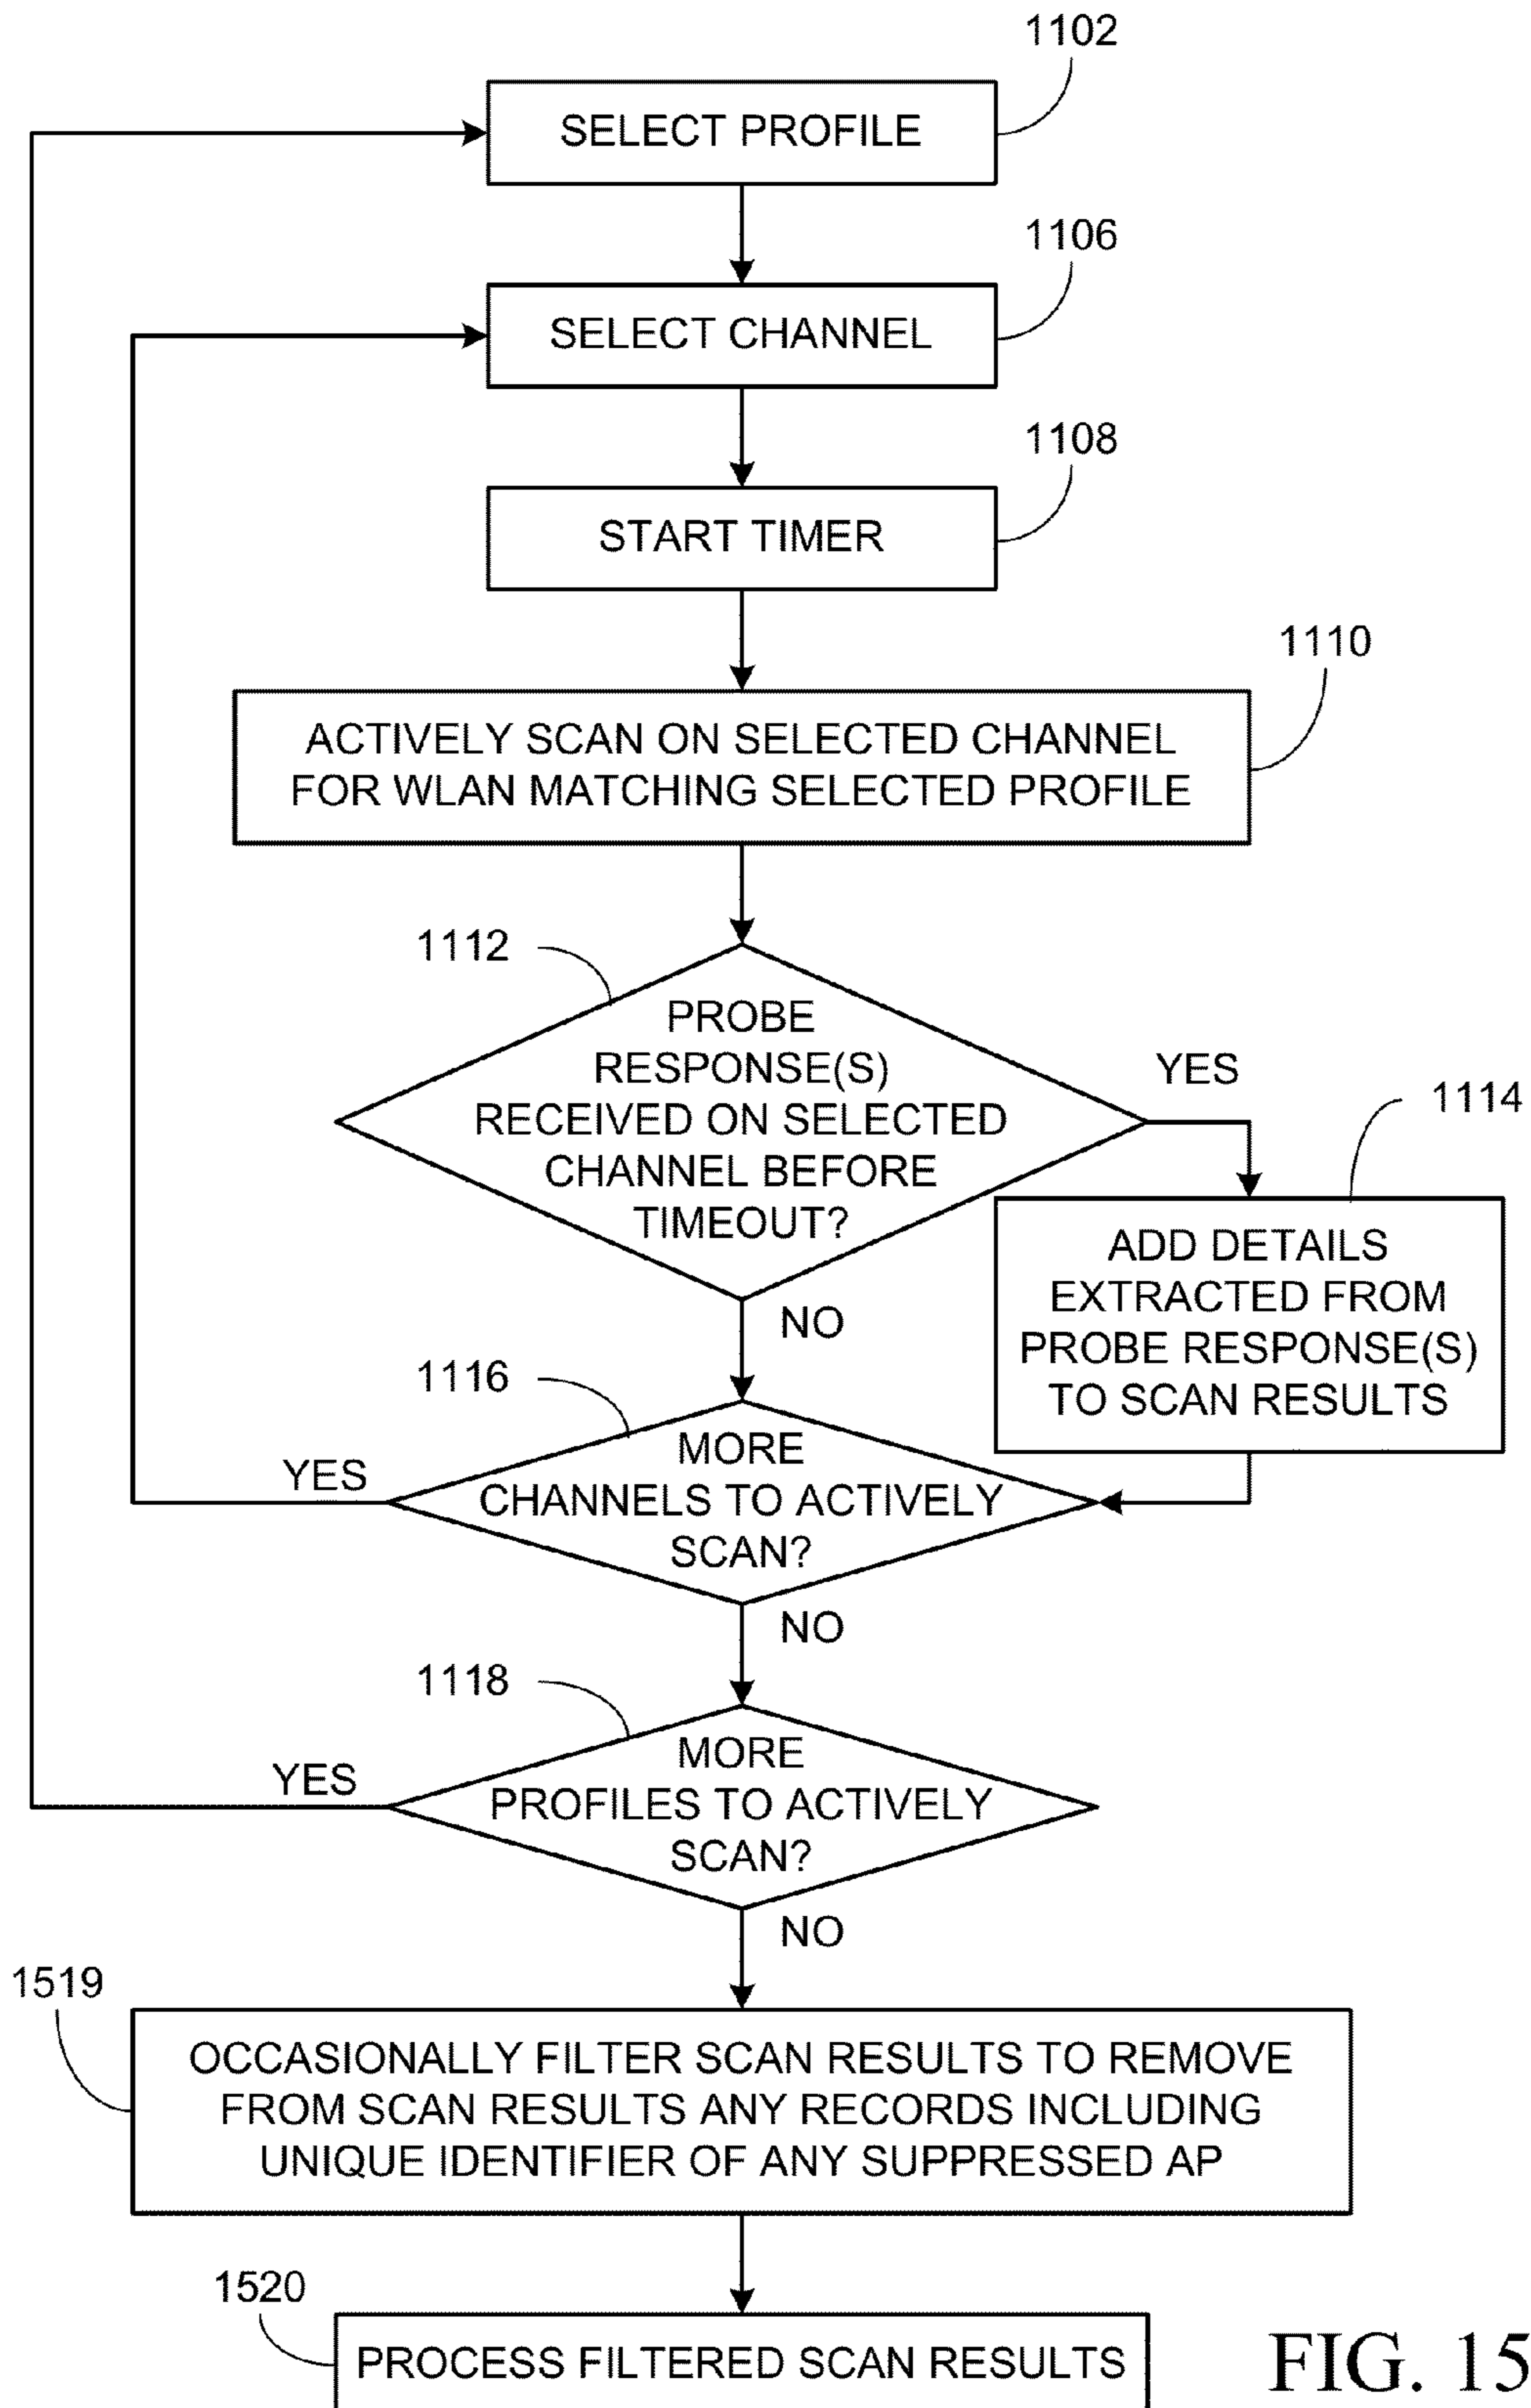 1102
SELECT PROFILE
1106
SELECT CHANNEL
1108
START TIMER
1110
ACTIVELY SCAN ON SELECTED CHANNEL
FOR WLAN MATCHING SELECTED PROFILE
1112
PROBE
RESPONSE(S)
RECEIVED ON SELECTED
CHANNEL BEFORE
TIMEOUT?
YES
1114
ADD DETAILS
EXTRACTED FROM
PROBE RESPONSE(S)
TO SCAN RESULTS
NO
1116
MORE
CHANNELS TO ACTIVELY
SCAN?
YES
NO
1118
MORE
PROFILES TO ACTIVELY
SCAN?
YES
NO
1519
OCCASIONALLY FILTER SCAN RESULTS TO REMOVE
FROM SCAN RESULTS ANY RECORDS INCLUDING
UNIQUE IDENTIFIER OF ANY SUPPRESSED AP
1520
PROCESS FILTERED SCAN RESULTS
FIG. 15